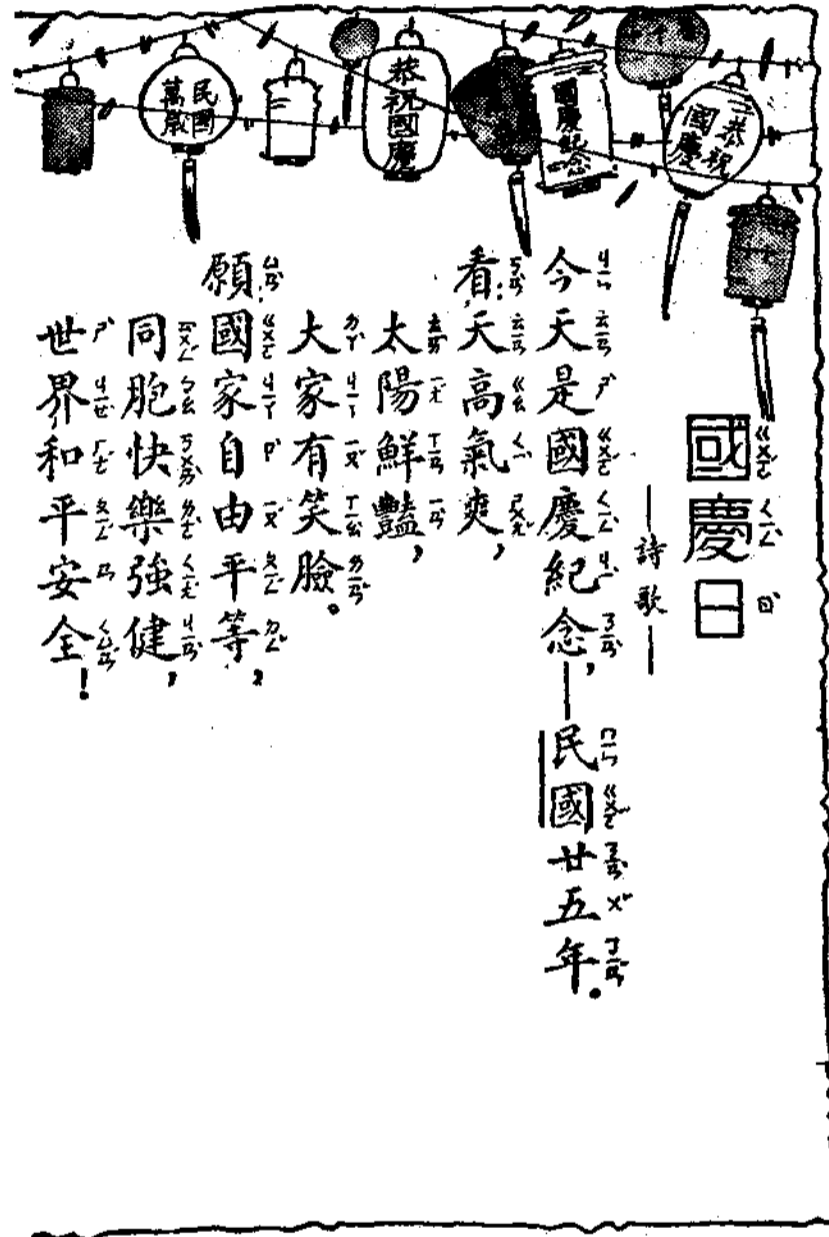 民國
萬歲
恭祝國慶
國慶紀念
恭祝
國慶
國慶日
——詩歌——
今天是國慶紀念,——民國廿五年。
看:天高氣爽,
太陽鮮豔,
大家有笑臉。
願:國家自由平等,
同胞快樂強健,
世界和平安全!